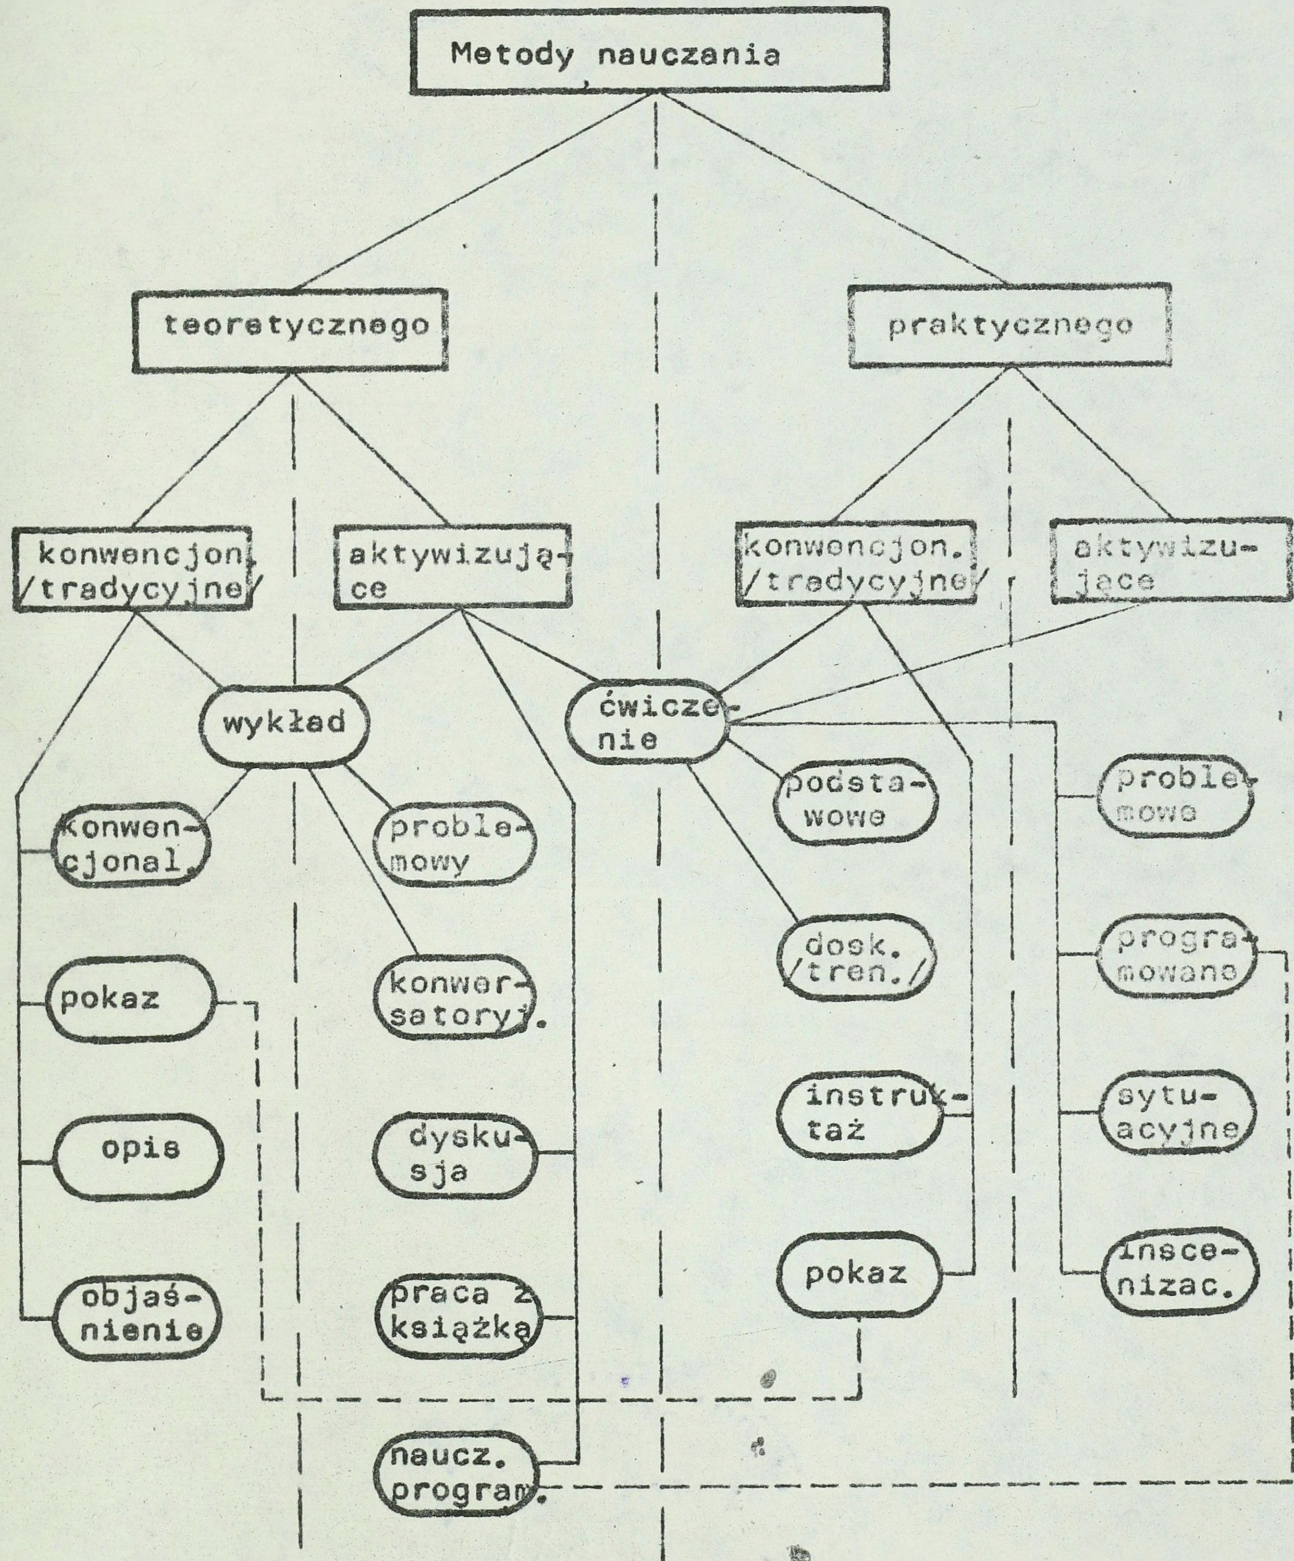 Metody nauczania
teoretycznego
praktycznego
konwencjon.
/tradycyjne/
aktywizują-
ce
konwencjon.
/tradycyjne/
aktywizu-
jące
wykład
ćwicze-
nie
konwen-
cjonal.
proble-
mowy
podsta-
wowe
proble-
mowe
pokaz
konwer-
satoryj.
dosk.
/tren./
progra-
mowane
opis
dysku-
sja
instruk-
taż
sytu-
acyjne
objaś-
nienie
praca z
książką
pokaz
insce-
nizac.
naucz.
program.